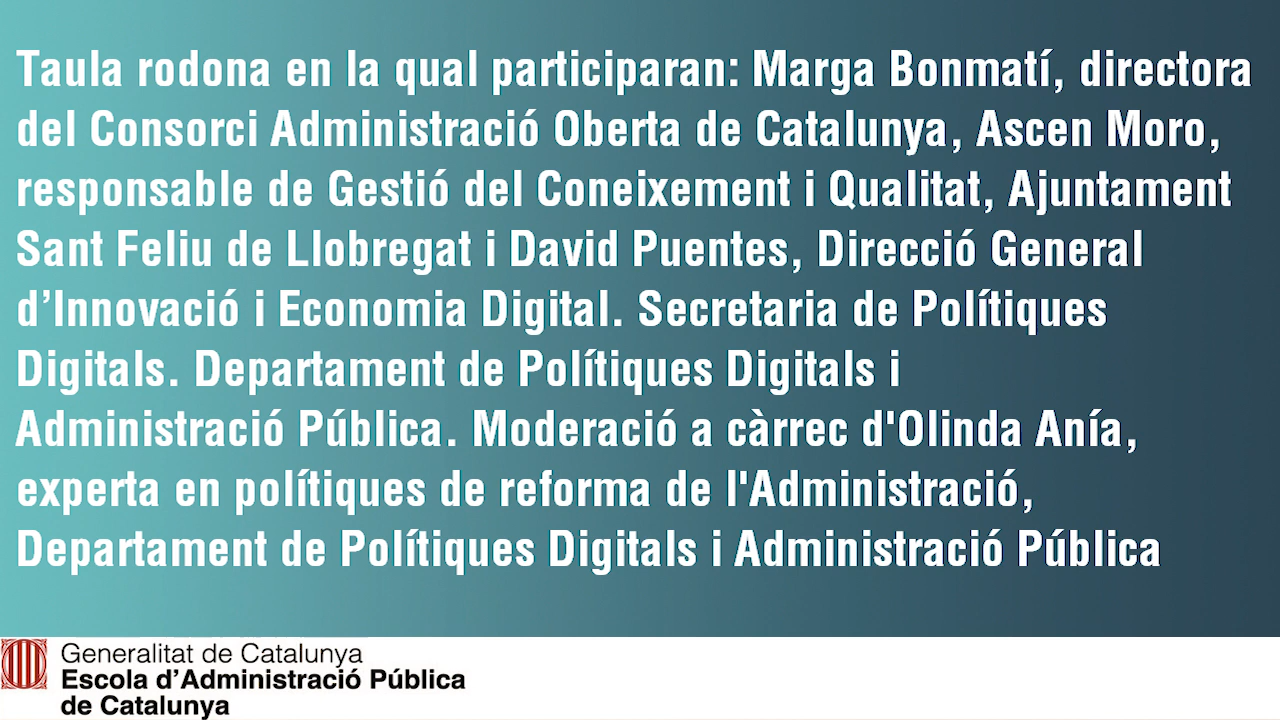 Taula rodona en la qual participaran: Marga Bonmatí, directora
del Consorci Administració Oberta de Catalunya, Ascen Moro,
responsable de Gestió del Coneixement i Qualitat, Ajuntament
Sant Feliu de Llobregat i David Puentes, Direcció General
d’Innovació i Economia Digital. Secretaria de Polítiques
Digitals. Departament de Polítiques Digitals i
Administració Pública. Moderació a càrrec d'Olinda Anía,
experta en polítiques de reforma de l'Administració,
Departament de Polítiques Digitals i Administració Pública
Generalitat de Catalunya
Escola d’Administració Pública
de Catalunya